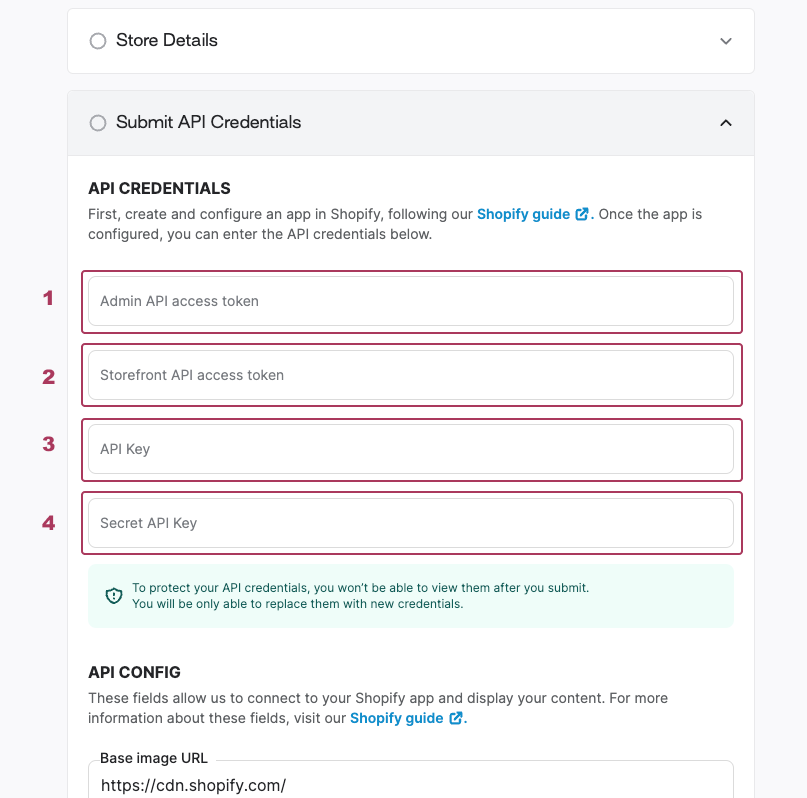 Store Details
Submit API Credentials
API CREDENTIALS
First, create and configure an app in Shopify, following our Shopify guide. Once the app is
configured, you can enter the API credentials below.
1
Admin API access token
2
Storefront API access token
3
API Key
4
Secret API Key
To protect your API credentials, you won't be able to view them after you submit.
You will be only able to replace them with new credentials.
API CONFIG
These fields allow us to connect to your Shopify app and display your content. For more
information about these fields, visit our Shopify guide.
Base image URL
https://cdn.shopify.com/